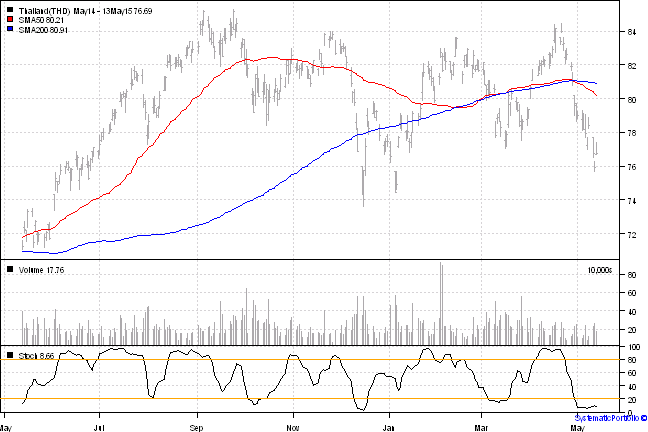 Thailand(THD) May14 - 13May15 76.69
SMA50 80.21
SMA200 80.91
84
82
80
78
76
74
72
Volume 17.76
10,000s
80
60
40
20
Stoch 8.66
100
80
60
40
20
0
May
Jul
Sep
Nov
Jan
Mar
May
SystematicPortfolio ©